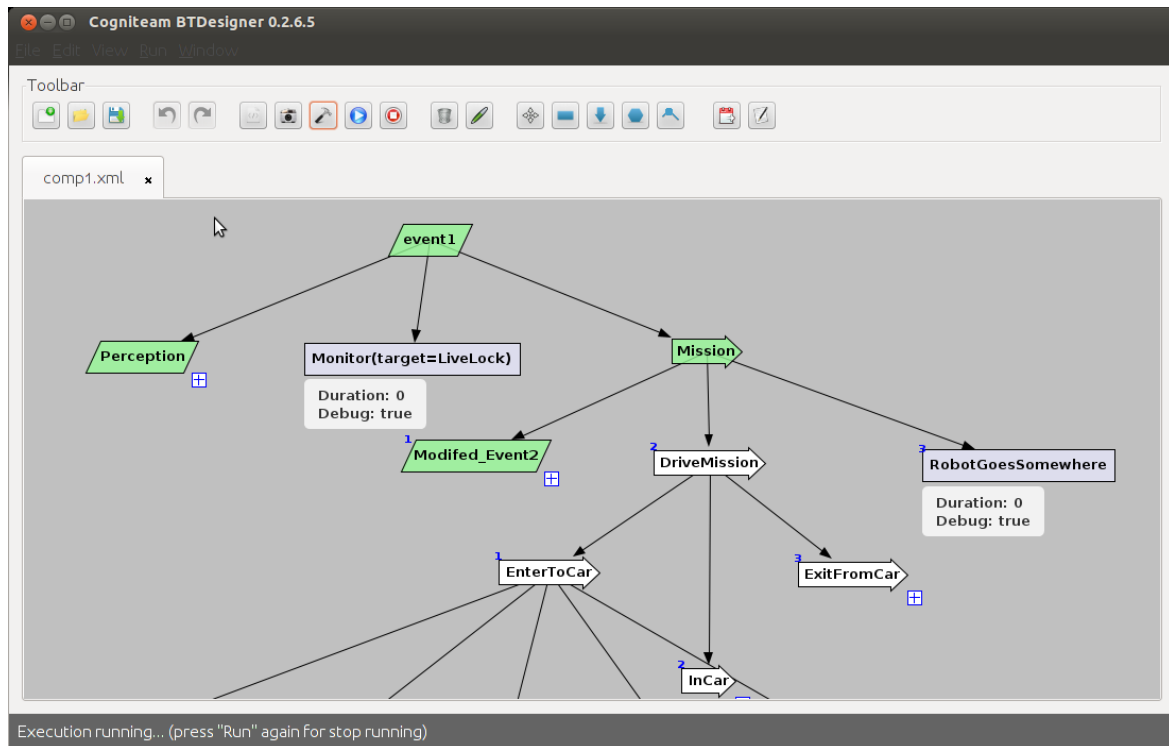 Cogniteam BTDesigner 0.2.6.5
File Edit View Run Window
Toolbar
comp1.xml
event1
Perception
Monitor(target=LiveLock)
Mission
Duration: 0
Debug: true
1
Modifed_Event2
2
DriveMission
3
RobotGoesSomewhere
Duration: 0
Debug: true
1
EnterToCar
3
ExitFromCar
2
InCar
Execution running... (press "Run" again for stop running)